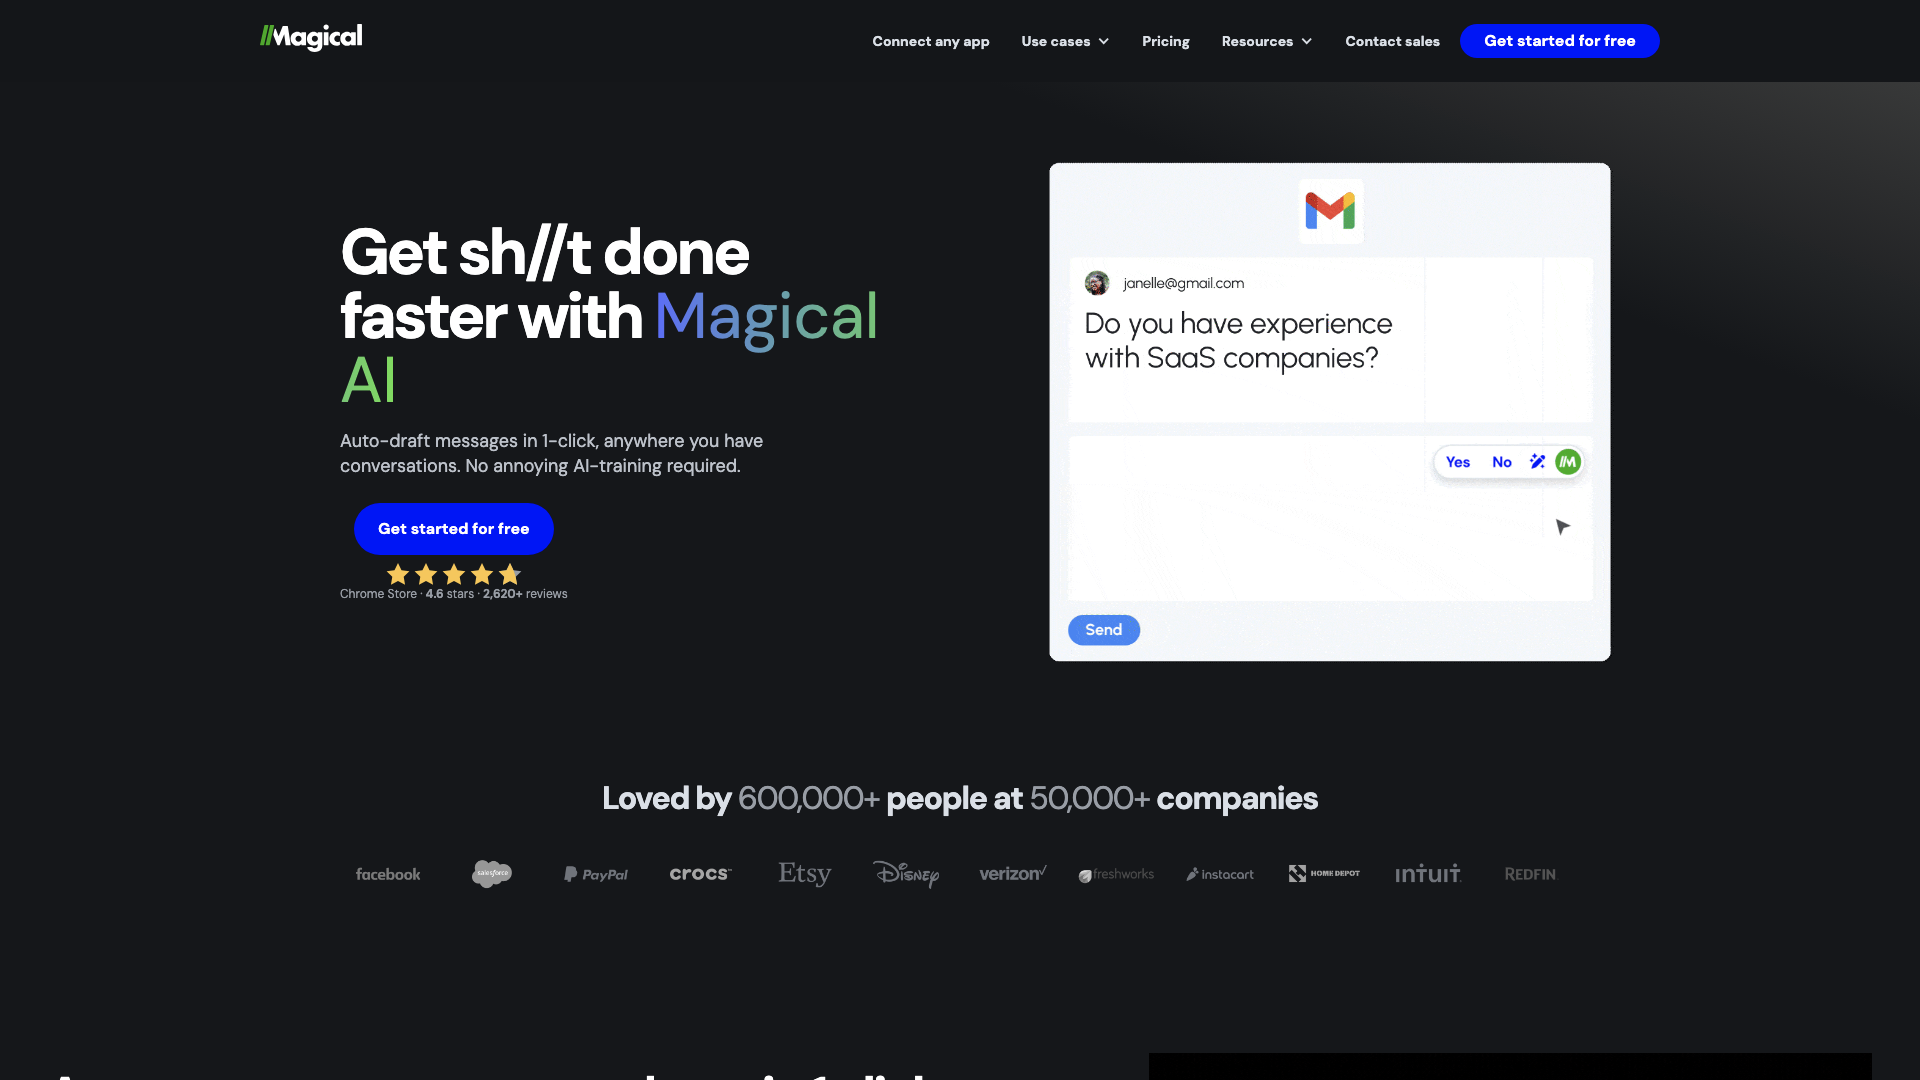 //Magical
Connect any app
Use cases
Pricing
Resources
Contact sales
Get started for free
Get sh//t done
faster with Magical
AI
Auto-draft messages in 1-click, anywhere you have
conversations. No annoying AI-training required.
Get started for free
Chrome Store · 4.6 stars · 2,620+ reviews
janelle@gmail.com
Do you have experience
with SaaS companies?
Yes No
Send
Loved by 600,000+ people at 50,000+ companies
facebook
salesforce
PayPal
crocs™
Etsy
Disney
verizon
freshworks
instacart
HOME DEPOT
intuit
REDFIN